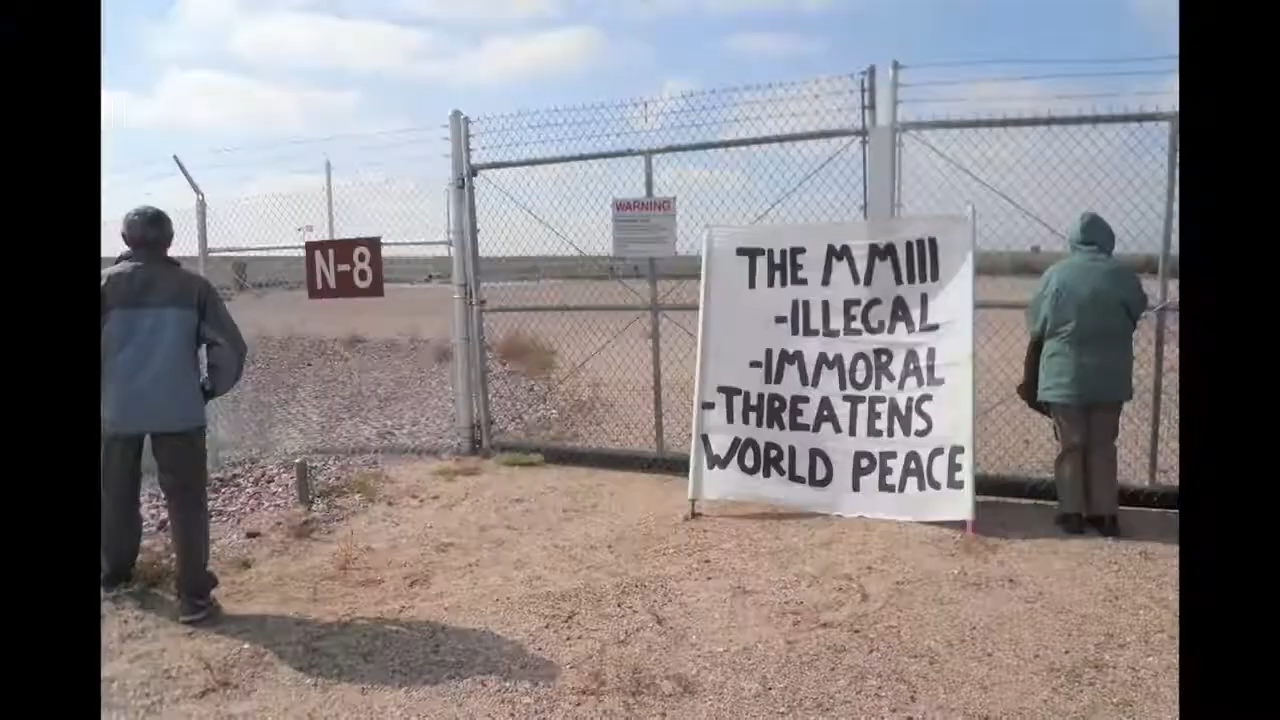 N-8
WARNING
THE MMIII
-ILLEGAL
-IMMORAL
-THREATENS
WORLD PEACE